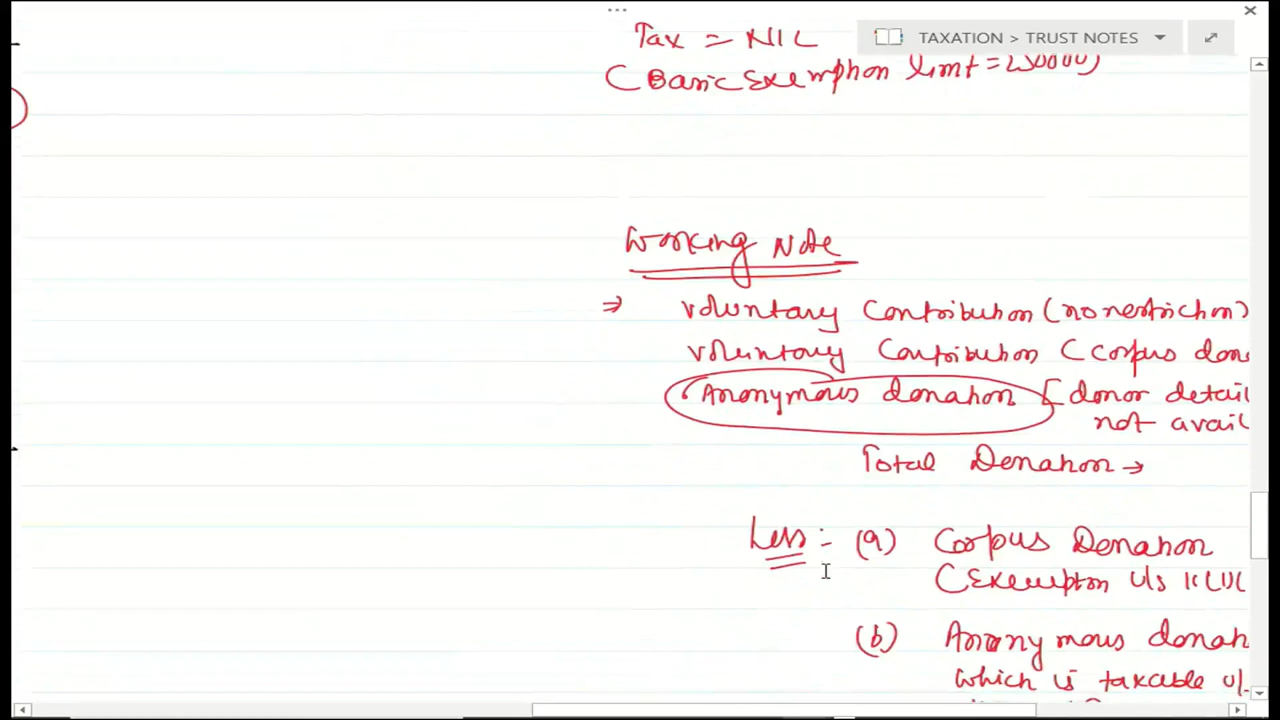 Tax = NIL
TAXATION > TRUST NOTES
(Basic Exemption limit = 250000)
Working Note
⇒ voluntary Contribution (no restriction)
voluntary Contribution (corpus dona
Anonymous donation [donor detail
not avail
Total Donation →
Less :- (a) Corpus Donation
(Exemption u/s 11(1)(
(b) Anonymous donat
which is taxable u/